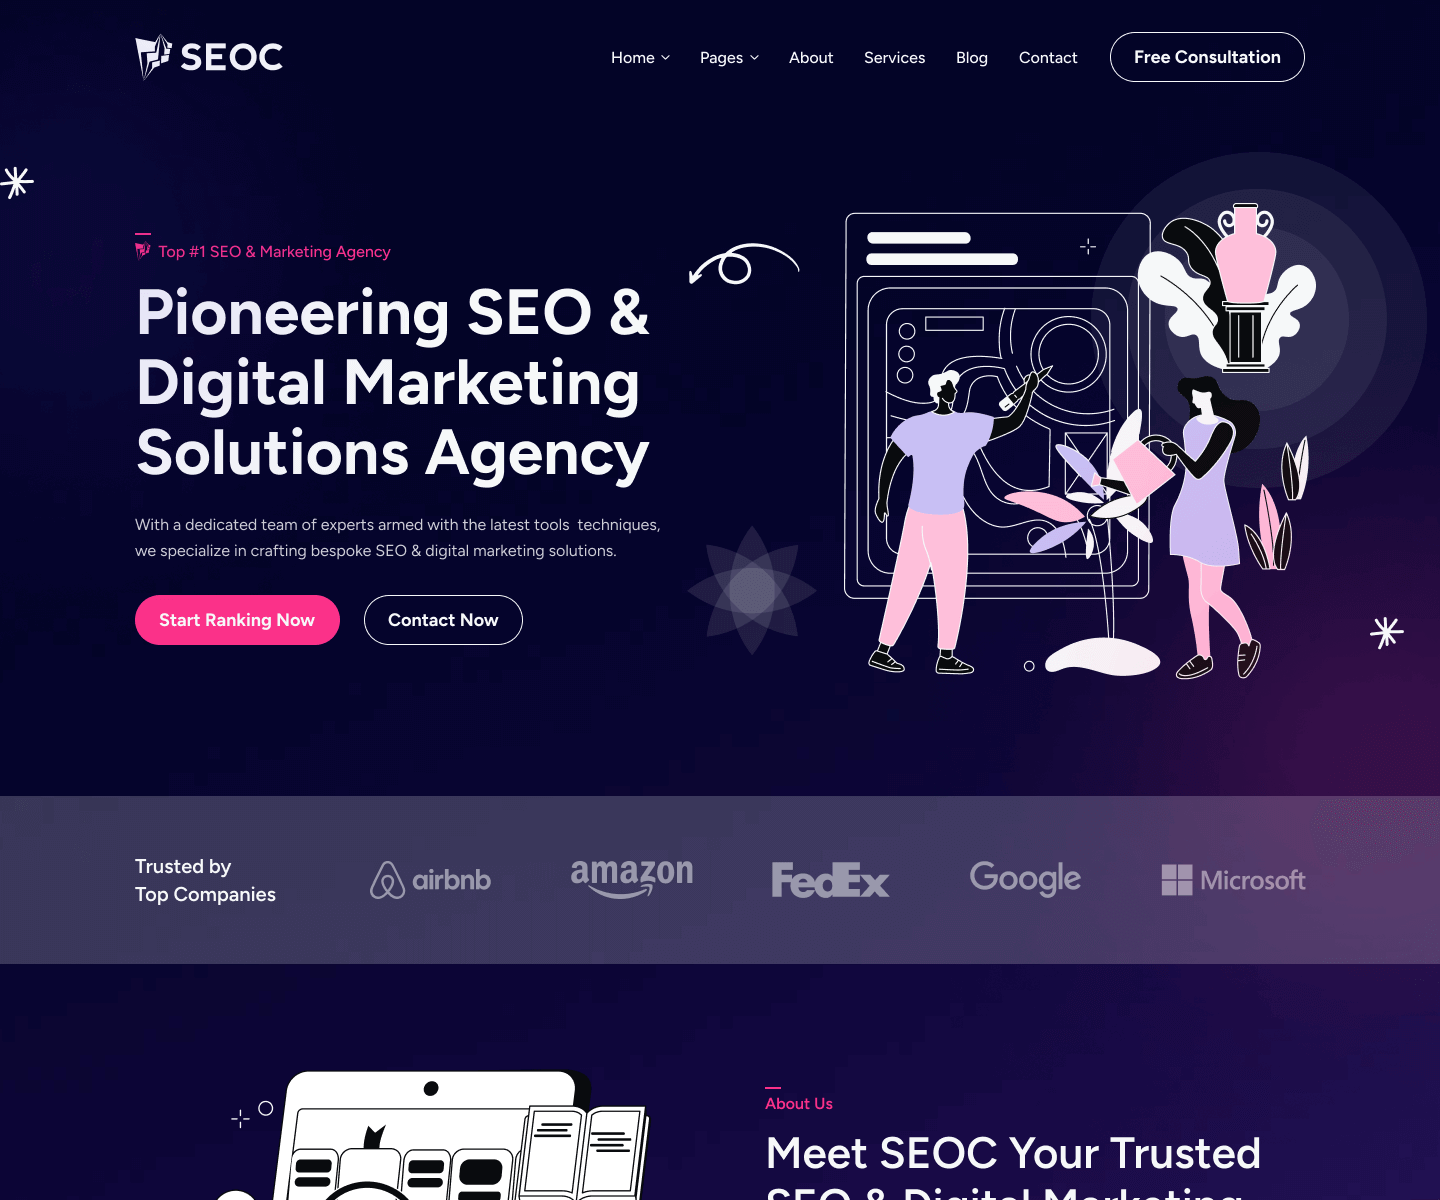 SEOC
Home
Pages
About
Services
Blog
Contact
Free Consultation
Top #1 SEO & Marketing Agency
Pioneering SEO &
Digital Marketing
Solutions Agency
With a dedicated team of experts armed with the latest tools techniques,
we specialize in crafting bespoke SEO & digital marketing solutions.
Start Ranking Now
Contact Now
Trusted by
Top Companies
airbnb
amazon
FedEx
Google
Microsoft
About Us
Meet SEOC Your Trusted
SEO & Digital Marketing